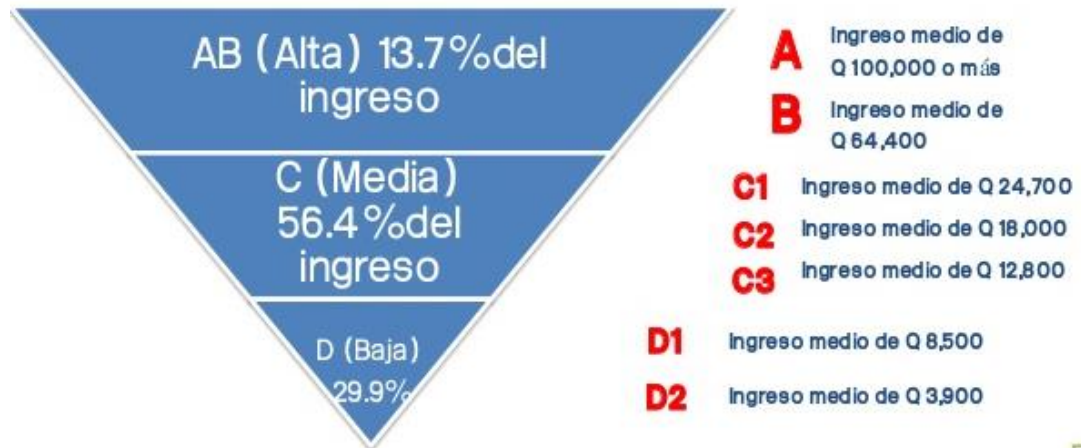 AB (Alta) 13.7%del
ingreso
C (Media)
56.4%del
ingreso
D (Baja)
29.9%
A Ingreso medio de
Q 100,000 o más
B Ingreso medio de
Q 64,400
C1 Ingreso medio de Q 24,700
C2 Ingreso medio de Q 18,000
C3 Ingreso medio de Q 12,800
D1 Ingreso medio de Q 8,500
D2 Ingreso medio de Q 3,900